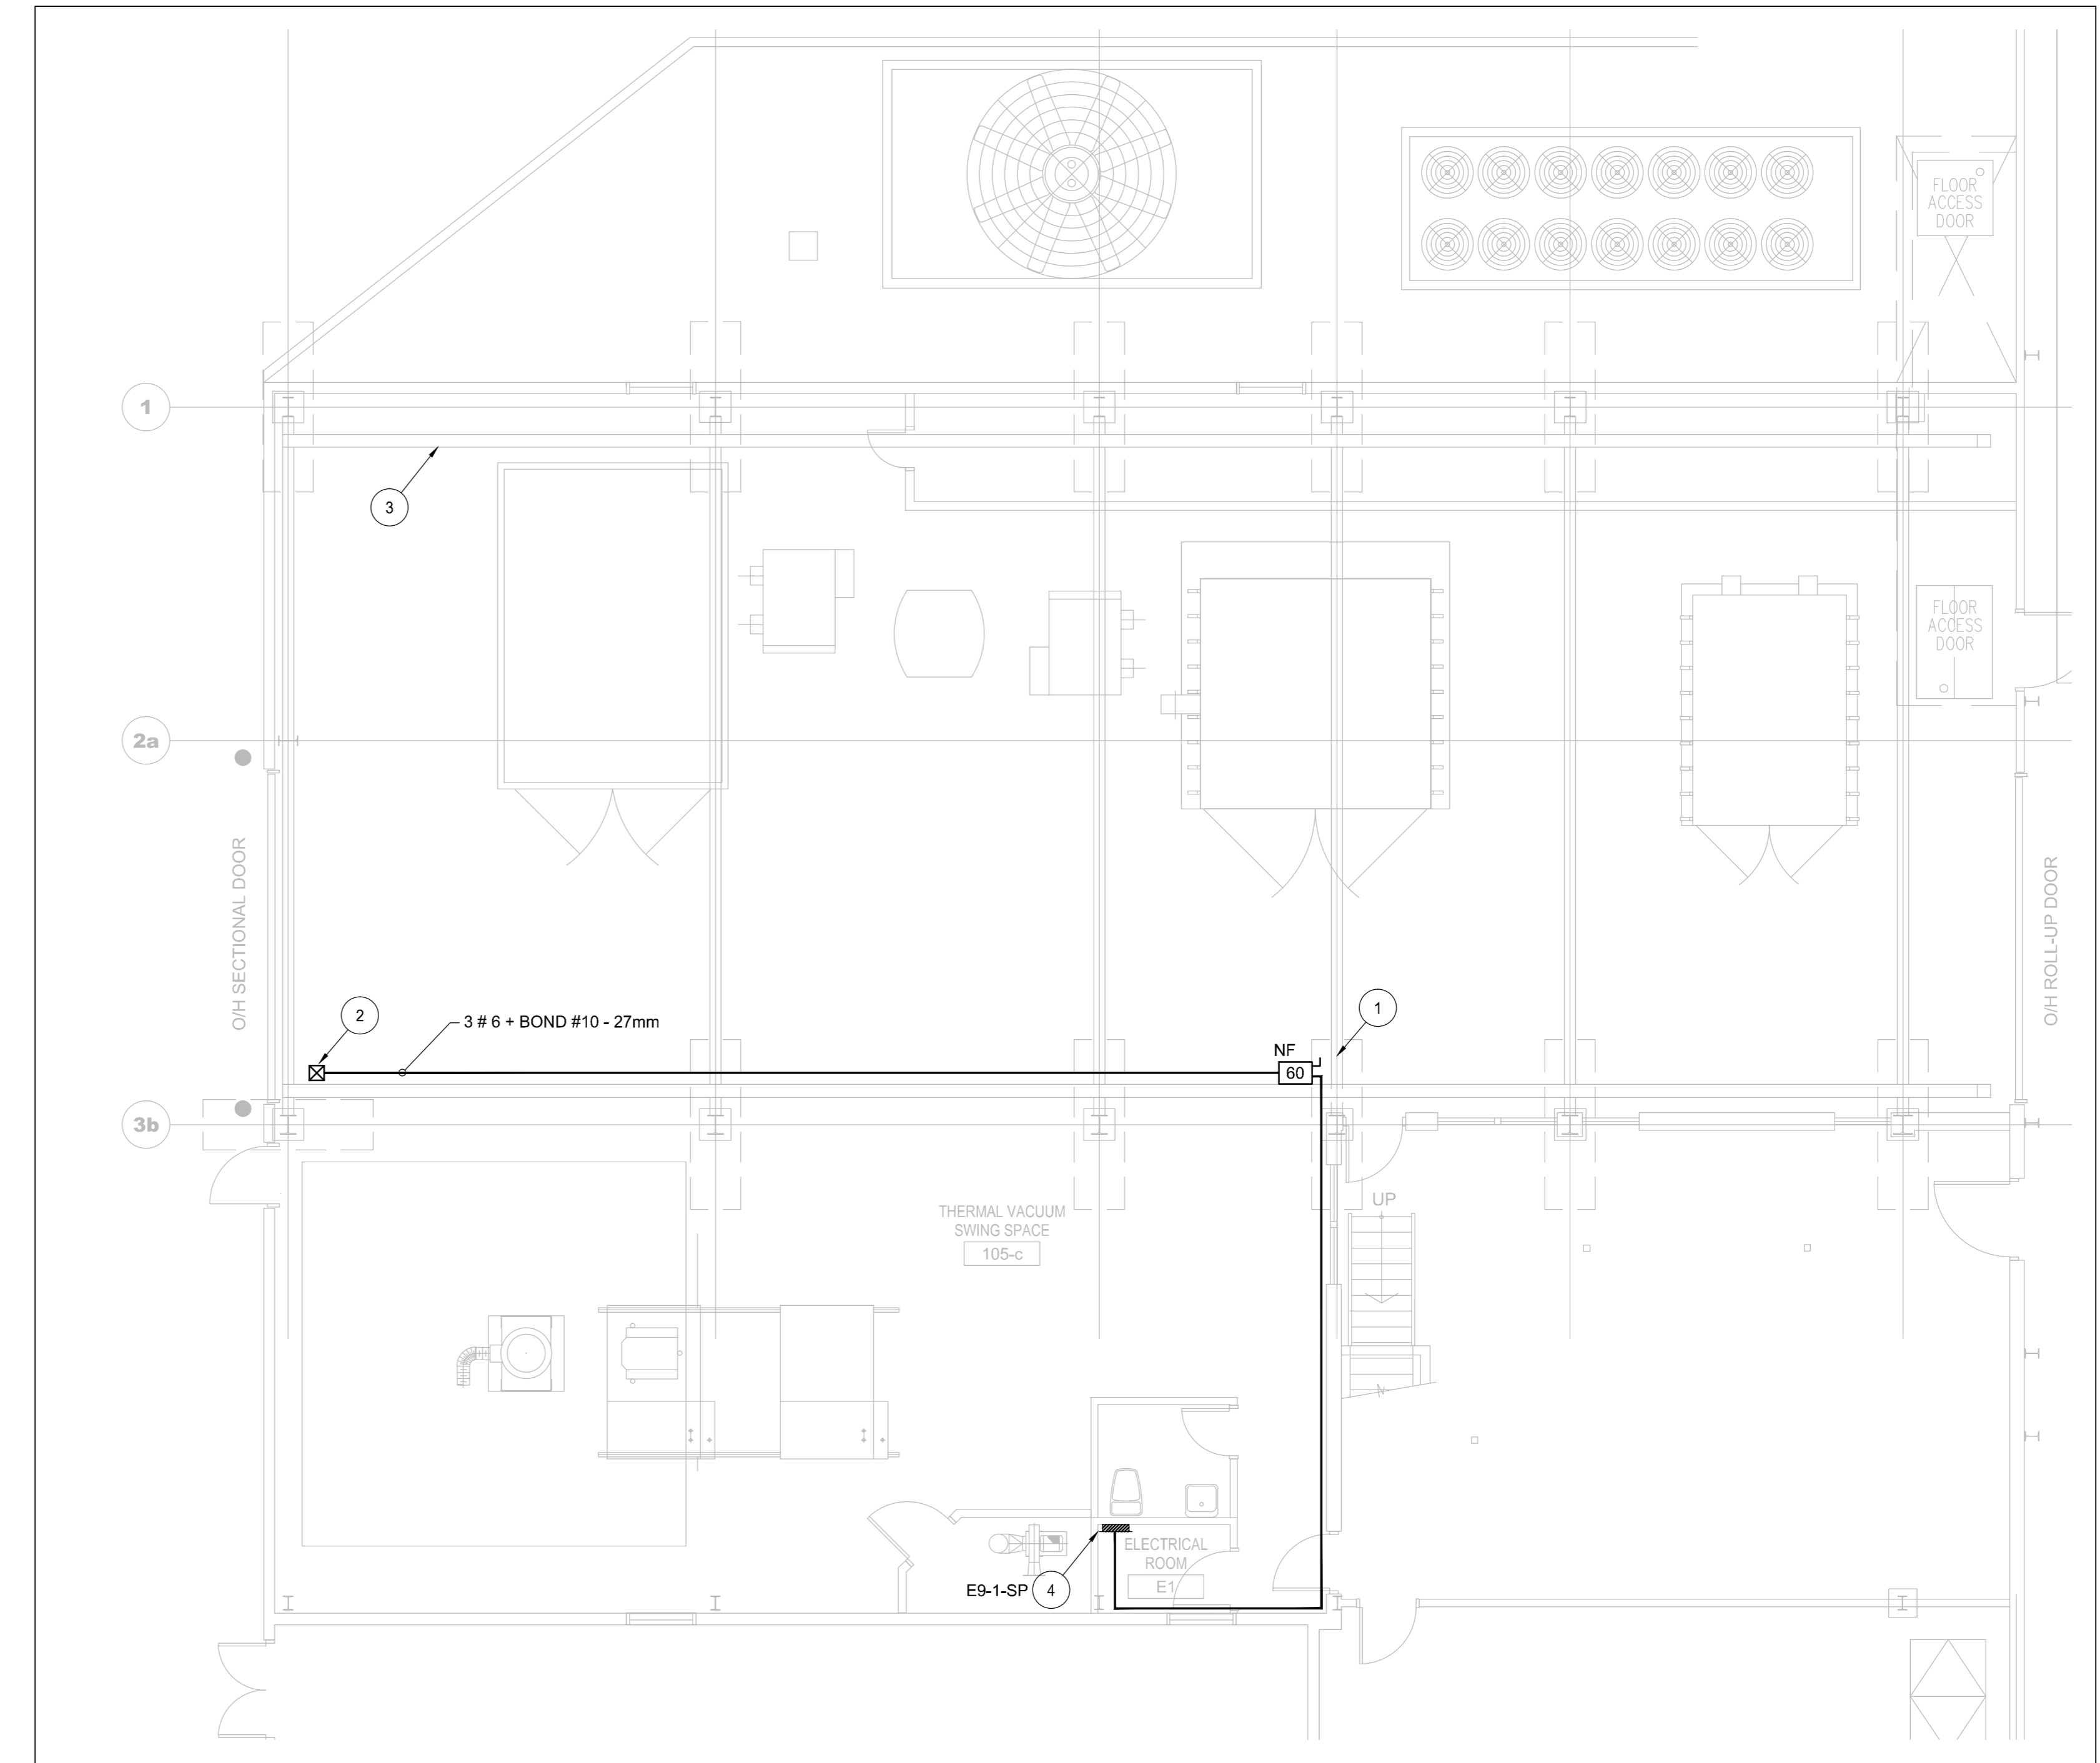 FLOOR
ACCESS
DOOR
1
3
FLOOR
ACCESS
DOOR
2a
O/H SECTIONAL DOOR
O/H ROLL-UP DOOR
2
3 # 6 + BOND #10 - 27mm
1
NF
60
3b
UP
THERMAL VACUUM
SWING SPACE
105-c
ELECTRICAL
ROOM
E1
E9-1-SP
4